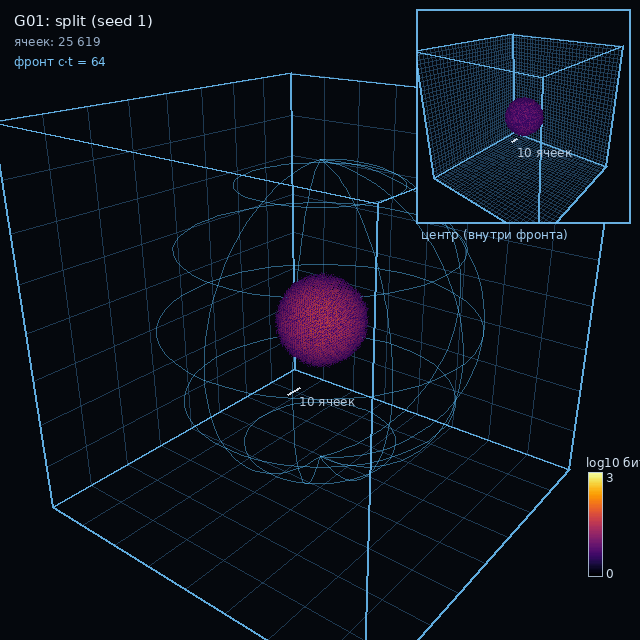 G01: split (seed 1)
ячеек: 25 619
фронт c·t = 64
10 ячеек
центр (внутри фронта)
10 ячеек
log10 би
3
0